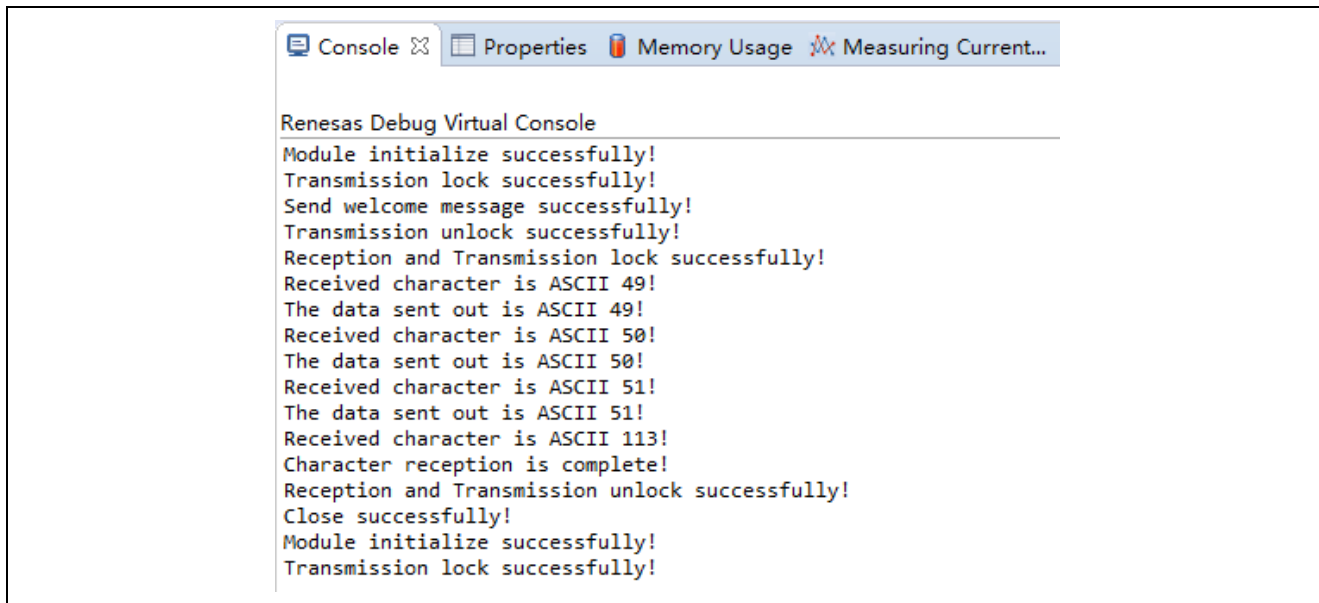 Console Properties Memory Usage Measuring Current...
Renesas Debug Virtual Console
Module initialize successfully!
Transmission lock successfully!
Send welcome message successfully!
Transmission unlock successfully!
Reception and Transmission lock successfully!
Received character is ASCII 49!
The data sent out is ASCII 49!
Received character is ASCII 50!
The data sent out is ASCII 50!
Received character is ASCII 51!
The data sent out is ASCII 51!
Received character is ASCII 113!
Character reception is complete!
Reception and Transmission unlock successfully!
Close successfully!
Module initialize successfully!
Transmission lock successfully!